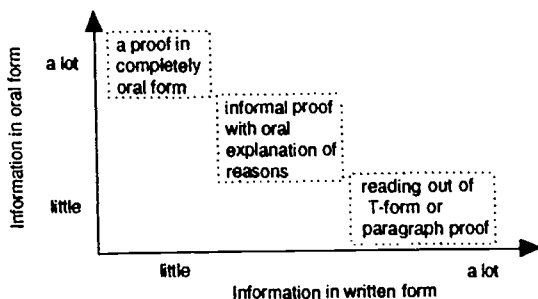 Information in oral form
a lot
little
a proof in
completely
oral form
informal proof
with oral
explanation of
reasons
reading out of
T-form or
paragraph proof
little
a lot
Information in written form